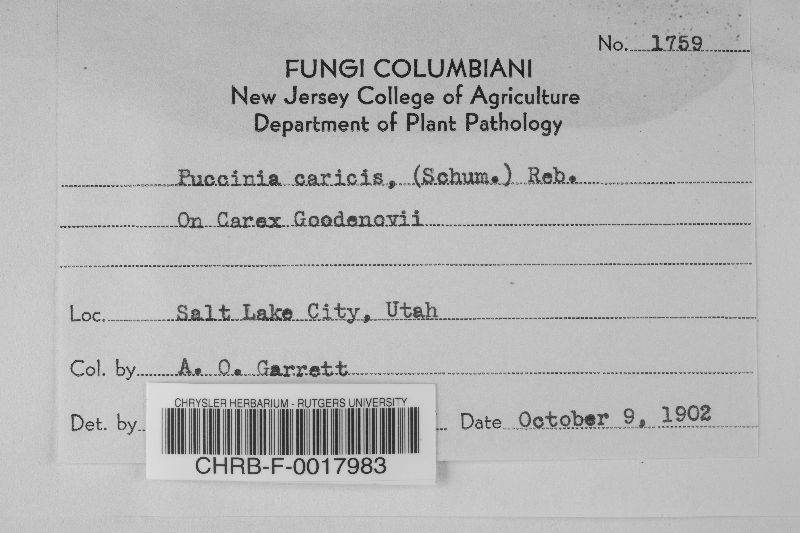 No. 1759
FUNGI COLUMBIANI
New Jersey College of Agriculture
Department of Plant Pathology
Puccinia caricis, (Schum.) Reb.
On Carex Goodenovii
Loc. Salt Lake City, Utah
Col. by A. O. Garrett
Det. by
Date October 9, 1902
CHRYSLER HERBARIUM - RUTGERS UNIVERSITY
CHRB-F-0017983